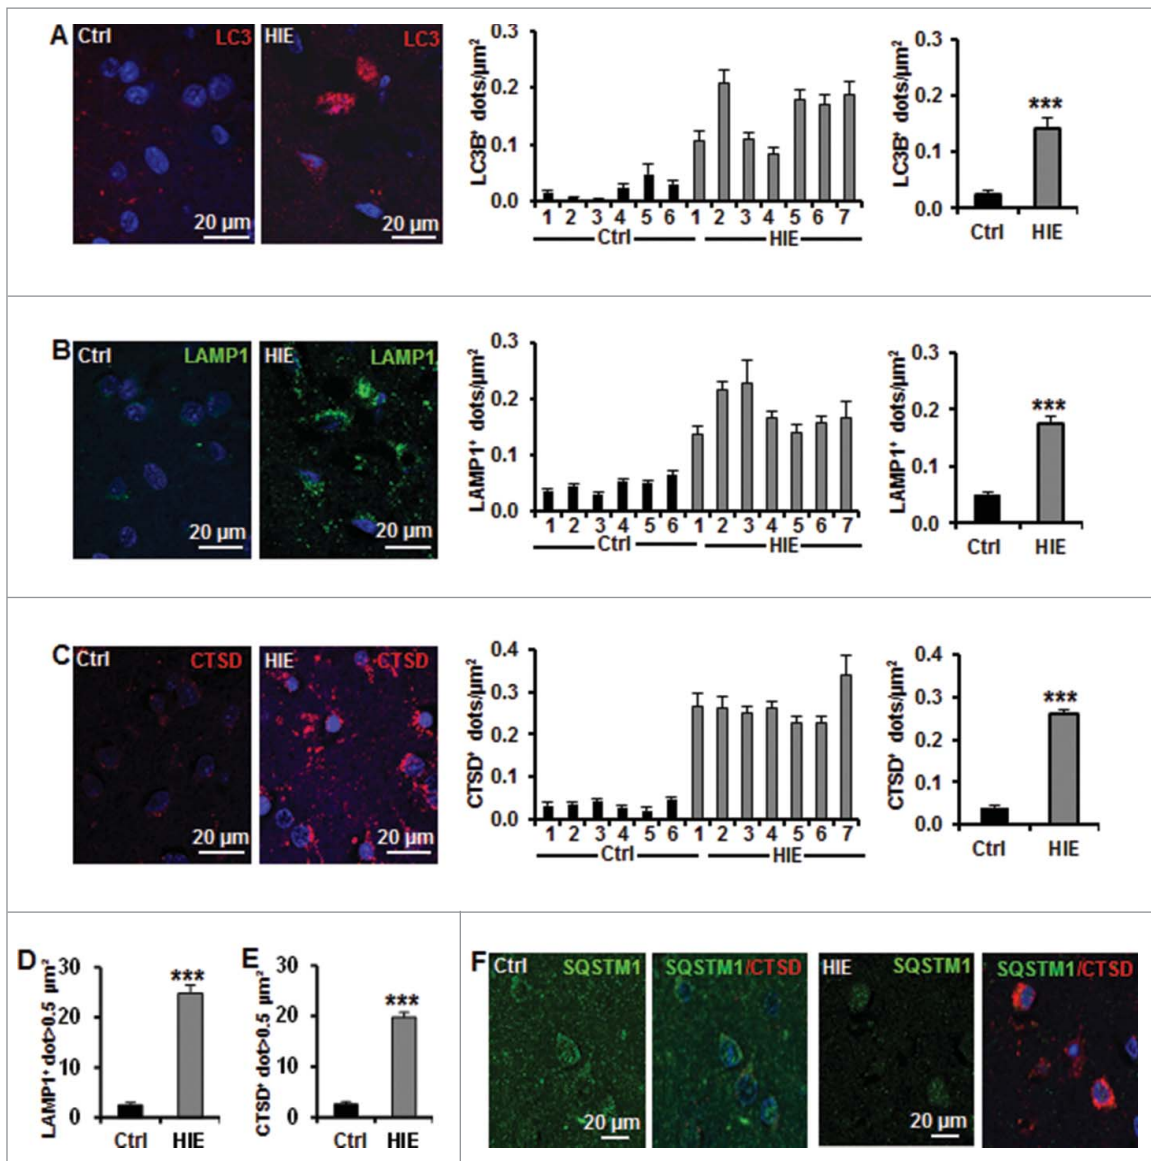 A
Ctrl
LC3
HIE
LC3
20 µm
20 µm
LC3B⁺ dots/µm²
0.3
0.2
0.1
0.0
1 2 3 4 5 6 1 2 3 4 5 6 7
Ctrl
HIE
LC3B⁺ dots/µm²
0.3
0.2
0.1
0.0
***
Ctrl
HIE
B
Ctrl
LAMP1
HIE
LAMP1
20 µm
20 µm
LAMP1⁺ dots/µm²
0.3
0.2
0.1
0.0
1 2 3 4 5 6 1 2 3 4 5 6 7
Ctrl
HIE
LAMP1⁺ dots/µm²
0.3
0.2
0.1
0.0
***
Ctrl
HIE
C
Ctrl
CTSD
HIE
CTSD
20 µm
20 µm
CTSD⁺ dots/µm²
0.4
0.3
0.2
0.1
0.0
1 2 3 4 5 6 1 2 3 4 5 6 7
Ctrl
HIE
CTSD⁺ dots/µm²
0.4
0.3
0.2
0.1
0.0
***
Ctrl
HIE
D
LAMP1⁺ dot>0.5 µm²
30
20
10
0
***
Ctrl
HIE
E
CTSD⁺ dot>0.5 µm²
30
20
10
0
***
Ctrl
HIE
F
Ctrl
SQSTM1
SQSTM1/CTSD
HIE
SQSTM1
SQSTM1/CTSD
20 µm
20 µm